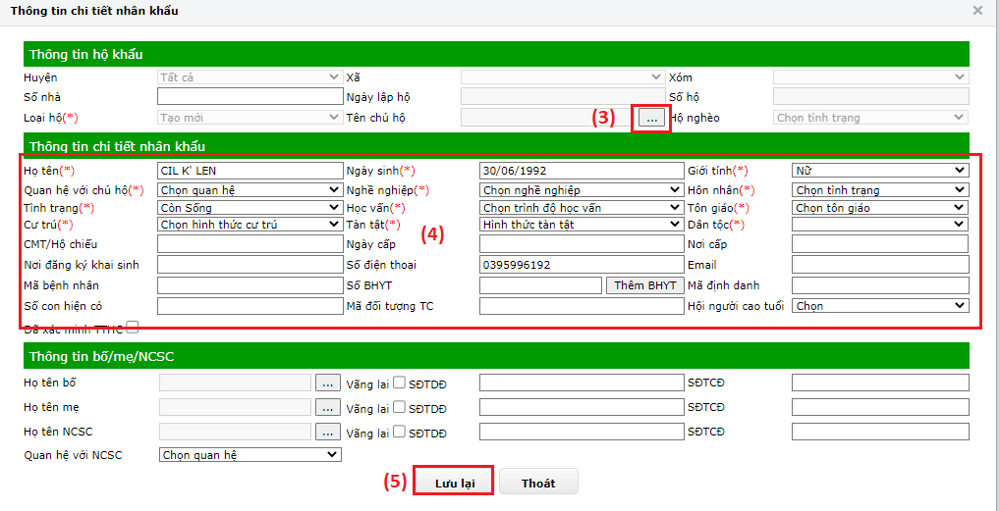 Thông tin chi tiết nhân khẩu ×
Thông tin hộ khẩu
Huyện Tất cả Xã Xóm
Số nhà Ngày lập hộ Số hộ
Loại hộ(*) Tạo mới Tên chủ hộ (3) ... Hộ nghèo Chọn tình trạng
Thông tin chi tiết nhân khẩu
Họ tên(*) CIL K' LEN Ngày sinh(*) 30/06/1992 Giới tính(*) Nữ
Quan hệ với chủ hộ(*) Chọn quan hệ Nghề nghiệp(*) Chọn nghề nghiệp Hôn nhân(*) Chọn tình trạng
Tình trạng(*) Còn Sống Học vấn(*) Chọn trình độ học vấn Tôn giáo(*) Chọn tôn giáo
Cư trú(*) Chọn hình thức cư trú Tàn tật(*) Hình thức tàn tật Dân tộc(*)
(4)
CMT/Hộ chiếu Ngày cấp Nơi cấp
Nơi đăng ký khai sinh Số điện thoại 0395996192 Email
Mã bệnh nhân Số BHYT Thêm BHYT Mã định danh
Số con hiện có Mã đối tượng TC Hội người cao tuổi Chọn
Đã xác minh TTHC
Thông tin bố/mẹ/NCSC
Họ tên bố ... Vãng lai SĐTDĐ SĐTCĐ
Họ tên mẹ ... Vãng lai SĐTDĐ SĐTCĐ
Họ tên NCSC ... Vãng lai SĐTDĐ SĐTCĐ
Quan hệ với NCSC Chọn quan hệ
(5) Lưu lại Thoát